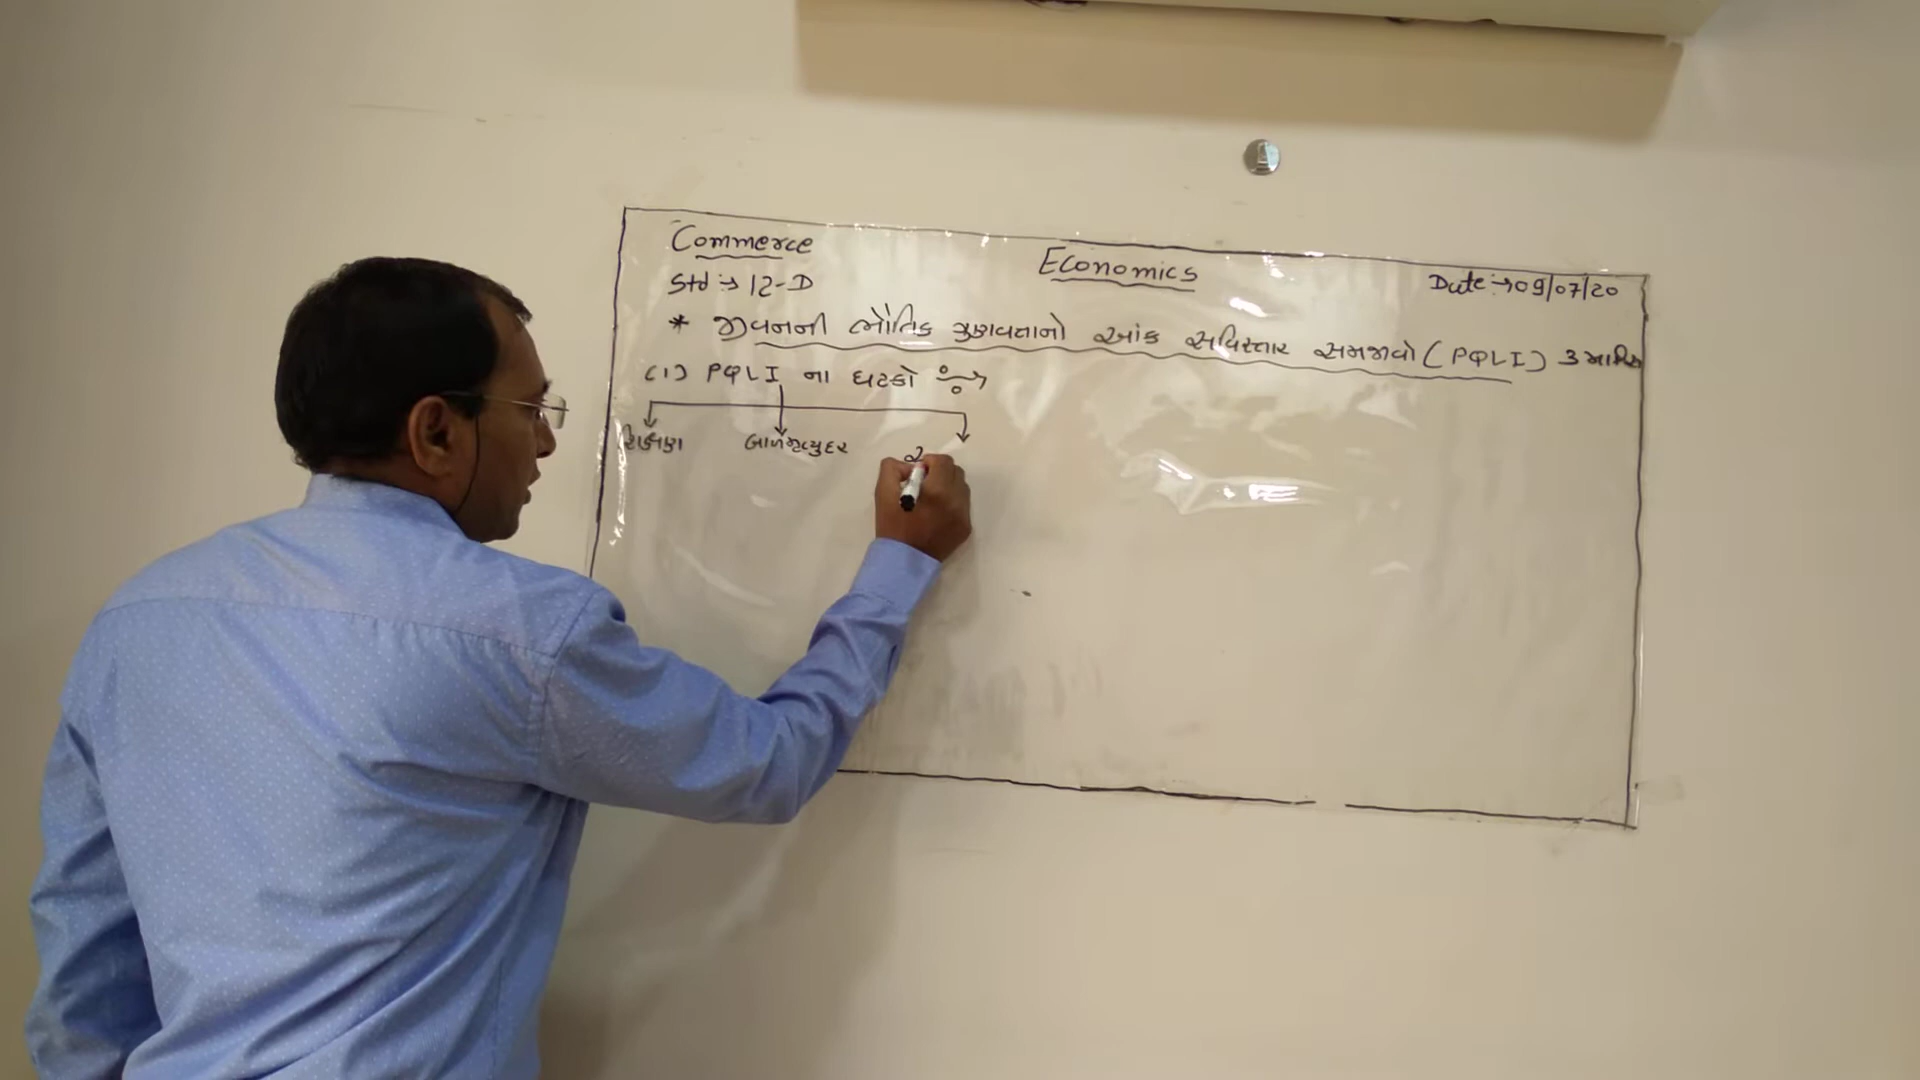 Commerce
Economics
Std :→ 12-D
Date :→ 09/07/20
* જીવનની ભૌતિક ગુણવત્તાનો આંક સવિસ્તાર સમજાવો (PQLI)
(1) PQLI ના ઘટકો
શિક્ષણ બાળમૃત્યુદર